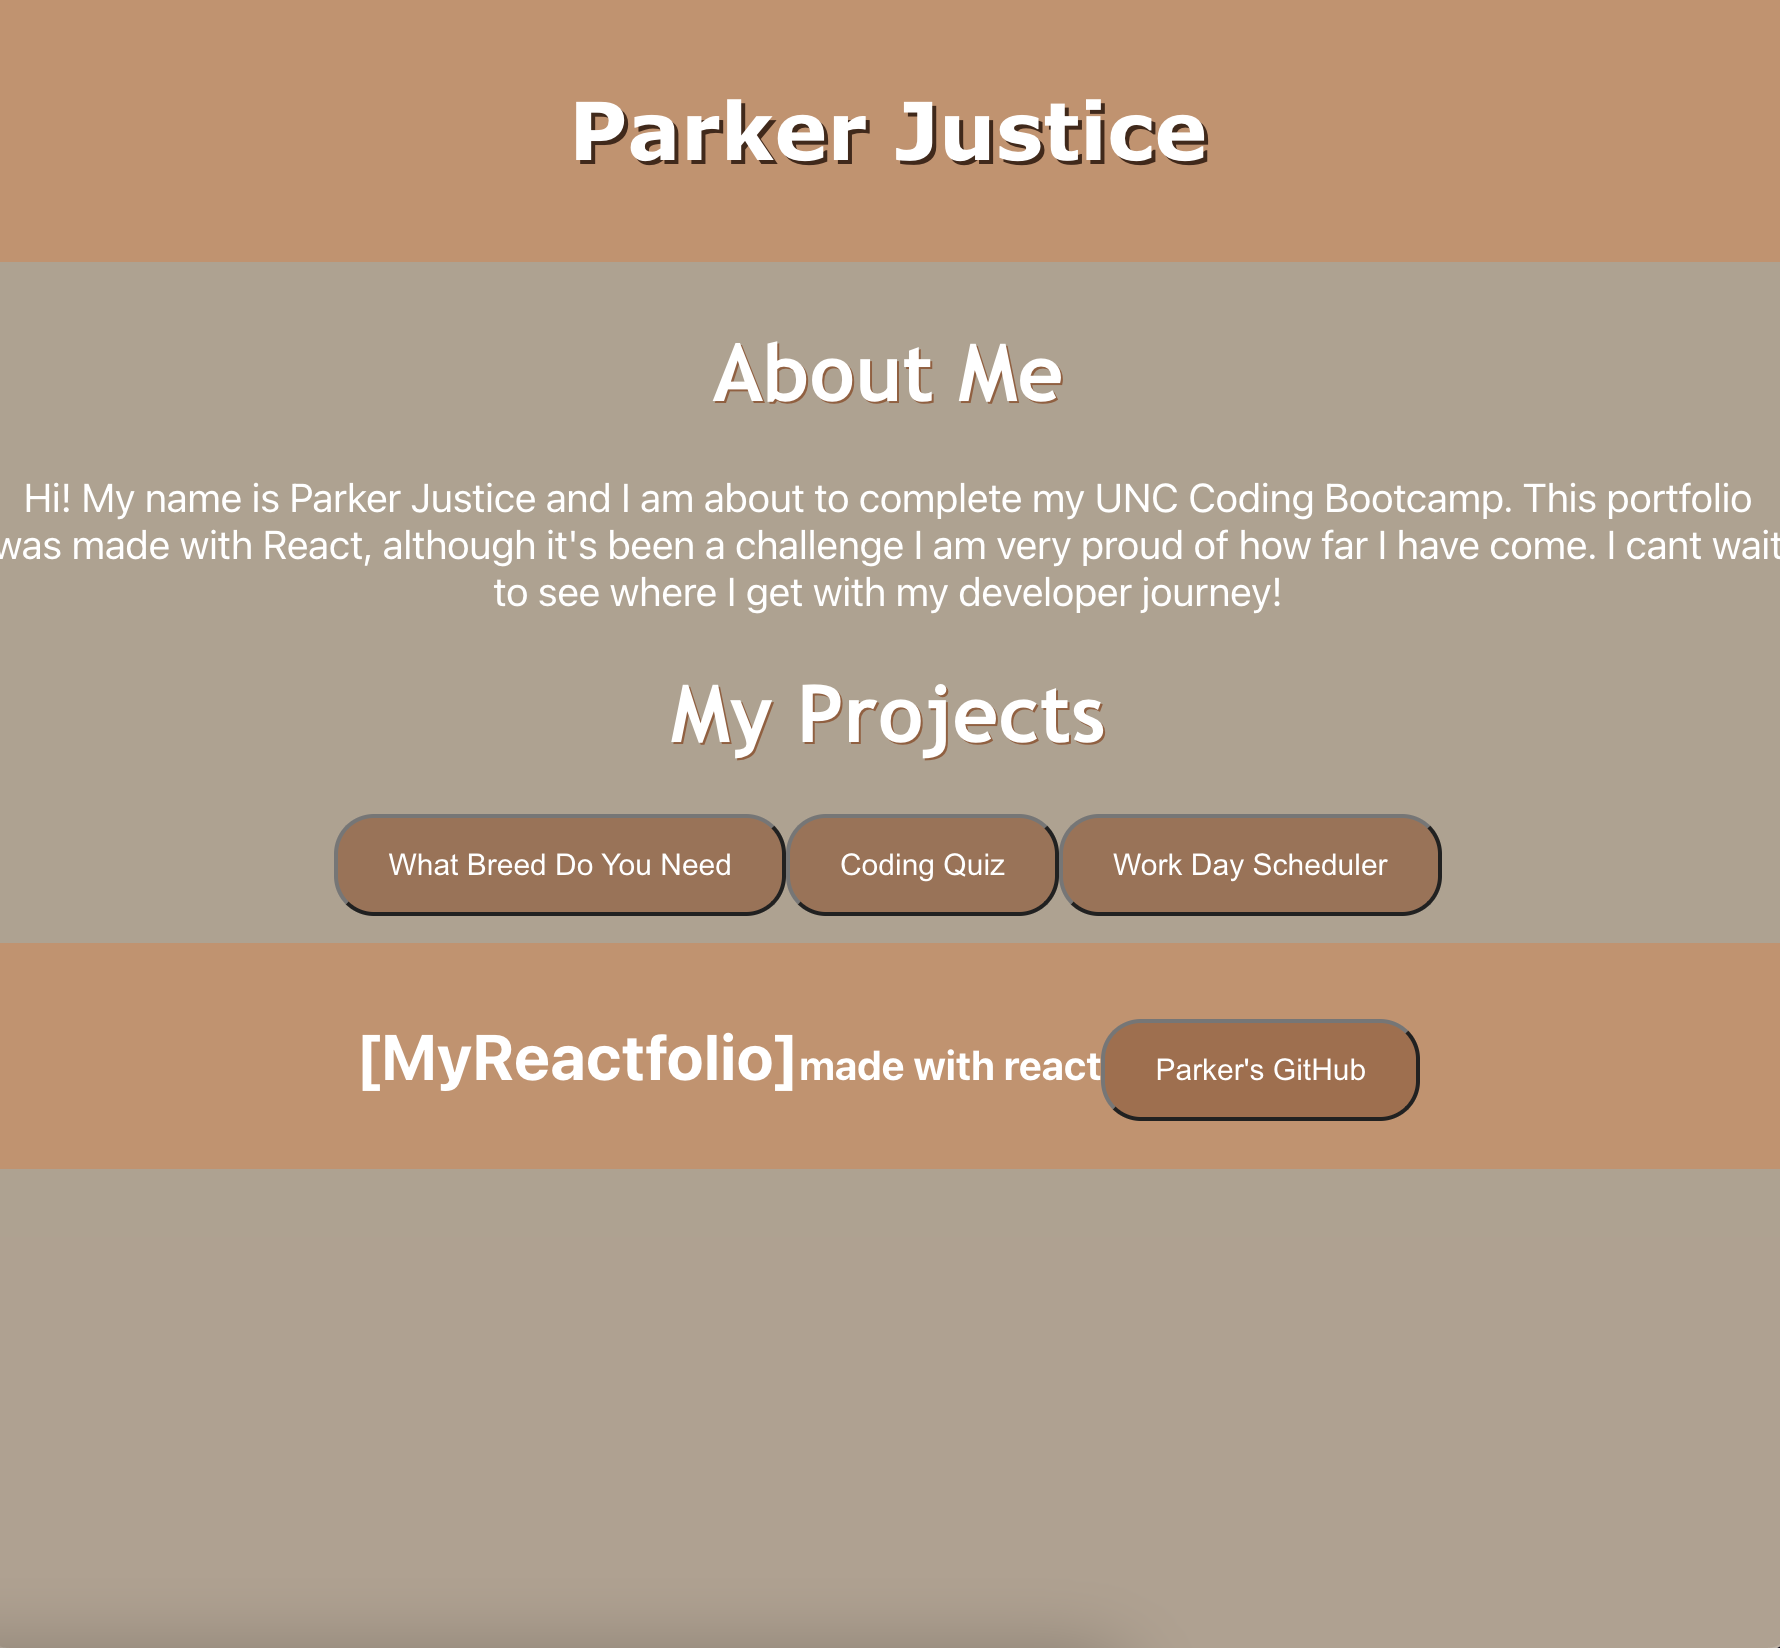 Parker Justice
About Me
Hi! My name is Parker Justice and I am about to complete my UNC Coding Bootcamp. This portfolio
was made with React, although it's been a challenge I am very proud of how far I have come. I cant wait
to see where I get with my developer journey!
My Projects
What Breed Do You Need Coding Quiz Work Day Scheduler
[MyReactfolio]made with react Parker's GitHub